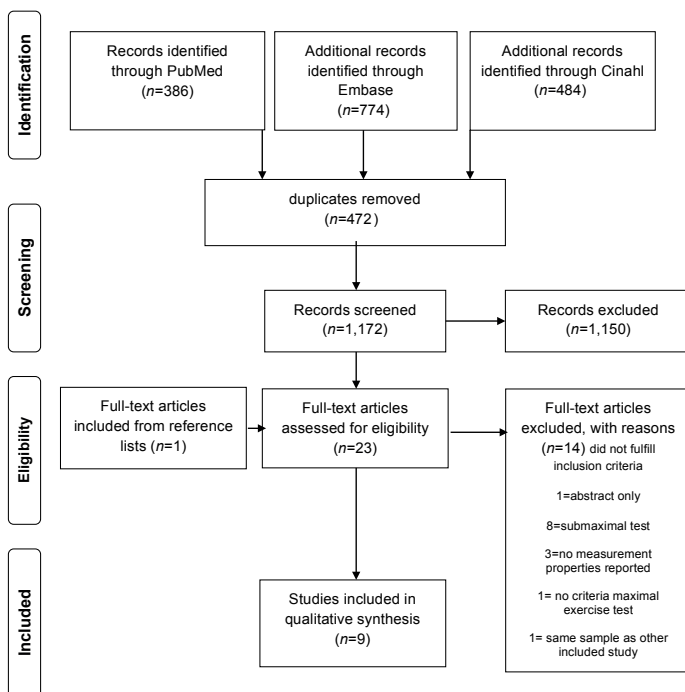 Identification
Records identified
through PubMed
(n=386)
Additional records
identified through
Embase
(n=774)
Additional records
identified through Cinahl
(n=484)
duplicates removed
(n=472)
Screening
Records screened
(n=1,172)
Records excluded
(n=1,150)
Eligibility
Full-text articles
included from reference
lists (n=1)
Full-text articles
assessed for eligibility
(n=23)
Full-text articles
excluded, with reasons
(n=14) did not fulfill
inclusion criteria
1=abstract only
8=submaximal test
3=no measurement
properties reported
1= no criteria maximal
exercise test
1= same sample as other
included study
Included
Studies included in
qualitative synthesis
(n=9)